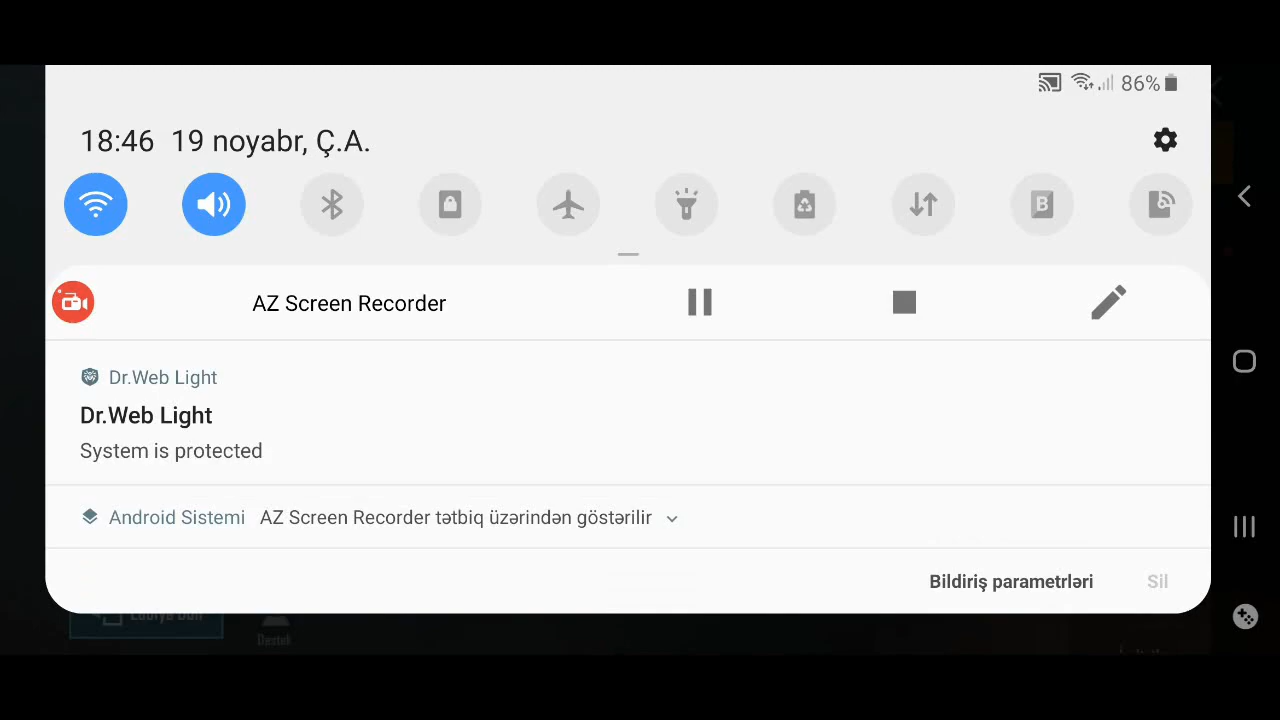 86%
18:46 19 noyabr, Ç.A.
AZ Screen Recorder
Dr.Web Light
Dr.Web Light
System is protected
Android Sistemi AZ Screen Recorder tətbiq üzərindən göstərilir
Bildiriş parametrləri Sil
Destek